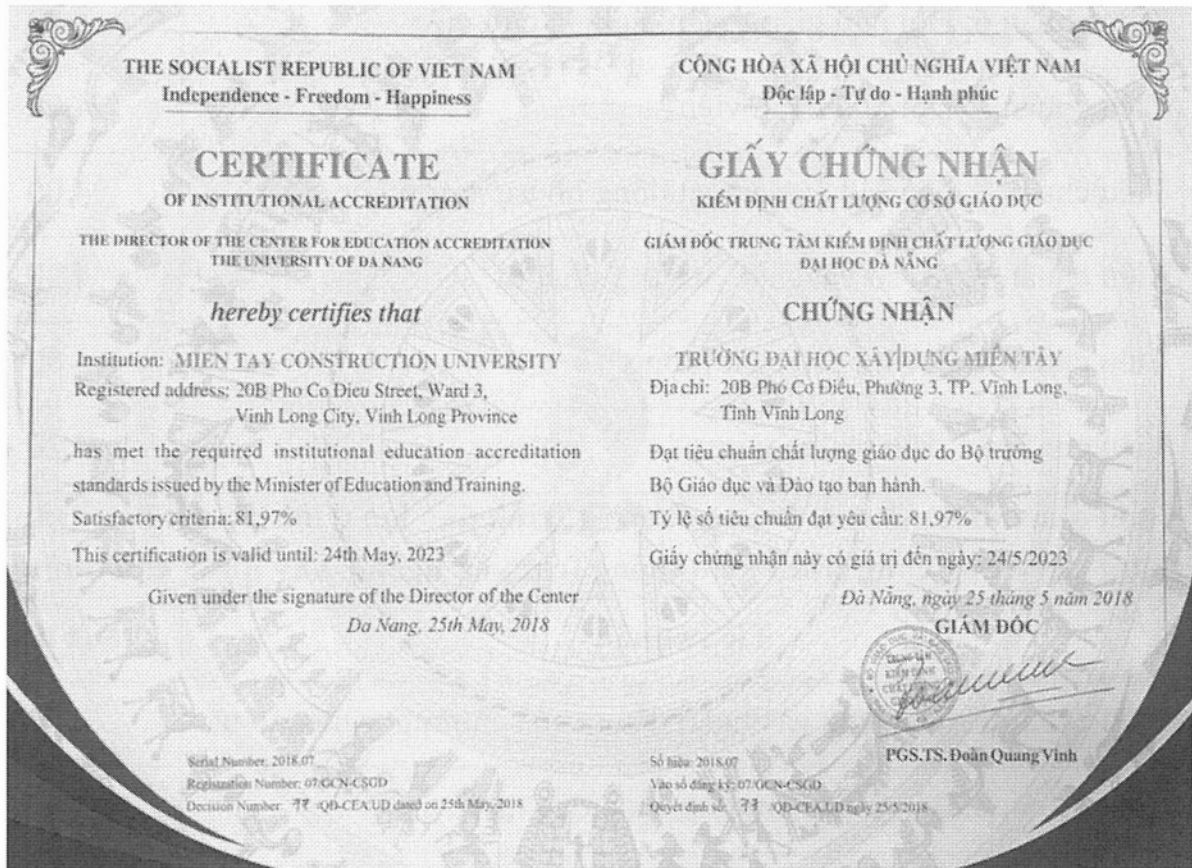 THE SOCIALIST REPUBLIC OF VIET NAM
Independence - Freedom - Happiness
CERTIFICATE
OF INSTITUTIONAL ACCREDITATION
THE DIRECTOR OF THE CENTER FOR EDUCATION ACCREDITATION
THE UNIVERSITY OF DA NANG
hereby certifies that
Institution: MIEN TAY CONSTRUCTION UNIVERSITY
Registered address: 20B Pho Co Dieu Street, Ward 3,
Vinh Long City, Vinh Long Province
has met the required institutional education accreditation
standards issued by the Minister of Education and Training.
Satisfactory criteria: 81,97%
This certification is valid until: 24th May, 2023
Given under the signature of the Director of the Center
Da Nang, 25th May, 2018
Serial Number: 2018.07
Registration Number: 07/GCN-CSGD
Decision Number: /QĐ-CEA.UD dated on 25th May, 2018
CỘNG HÒA XÃ HỘI CHỦ NGHĨA VIỆT NAM
Độc lập - Tự do - Hạnh phúc
GIẤY CHỨNG NHẬN
KIỂM ĐỊNH CHẤT LƯỢNG CƠ SỞ GIÁO DỤC
GIÁM ĐỐC TRUNG TÂM KIỂM ĐỊNH CHẤT LƯỢNG GIÁO DỤC
ĐẠI HỌC ĐÀ NẴNG
CHỨNG NHẬN
TRƯỜNG ĐẠI HỌC XÂY DỰNG MIỀN TÂY
Địa chỉ: 20B Phó Cơ Điều, Phường 3, TP. Vĩnh Long,
Tỉnh Vĩnh Long
Đạt tiêu chuẩn chất lượng giáo dục do Bộ trưởng
Bộ Giáo dục và Đào tạo ban hành.
Tỷ lệ số tiêu chuẩn đạt yêu cầu: 81,97%
Giấy chứng nhận này có giá trị đến ngày: 24/5/2023
Đà Nẵng, ngày 25 tháng 5 năm 2018
GIÁM ĐỐC
TRUNG TÂM
KIỂM ĐỊNH
CHẤT LƯỢNG
PGS.TS. Đoàn Quang Vinh
Số hiệu: 2018.07
Vào sổ đăng ký: 07/GCN-CSGD
Quyết định số: /QĐ-CEA.UD ngày 25/5/2018